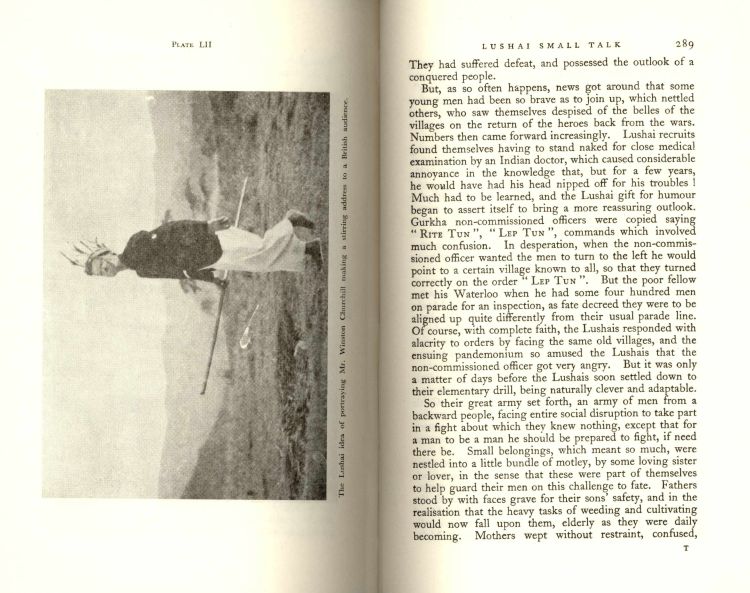 PLATE LII
The Lushai idea of portraying Mr. Winston Churchill making a stirring address to a British audience.
LUSHAI SMALL TALK 289
They had suffered defeat, and possessed the outlook of a
conquered people.
But, as so often happens, news got around that some
young men had been so brave as to join up, which nettled
others, who saw themselves despised of the belles of the
villages on the return of the heroes back from the wars.
Numbers then came forward increasingly. Lushai recruits
found themselves having to stand naked for close medical
examination by an Indian doctor, which caused considerable
annoyance in the knowledge that, but for a few years,
he would have had his head nipped off for his troubles !
Much had to be learned, and the Lushai gift for humour
began to assert itself to bring a more reassuring outlook.
Gurkha non-commissioned officers were copied saying
“ RITE TUN ”, “ LEP TUN ”, commands which involved
much confusion. In desperation, when the non-commis-
sioned officer wanted the men to turn to the left he would
point to a certain village known to all, so that they turned
correctly on the order “ LEP TUN ”. But the poor fellow
met his Waterloo when he had some four hundred men
on parade for an inspection, as fate decreed they were to be
aligned up quite differently from their usual parade line.
Of course, with complete faith, the Lushais responded with
alacrity to orders by facing the same old villages, and the
ensuing pandemonium so amused the Lushais that the
non-commissioned officer got very angry. But it was only
a matter of days before the Lushais soon settled down to
their elementary drill, being naturally clever and adaptable.
So their great army set forth, an army of men from a
backward people, facing entire social disruption to take part
in a fight about which they knew nothing, except that for
a man to be a man he should be prepared to fight, if need
there be. Small belongings, which meant so much, were
nestled into a little bundle of motley, by some loving sister
or lover, in the sense that these were part of themselves
to help guard their men on this challenge to fate. Fathers
stood by with faces grave for their sons' safety, and in the
realisation that the heavy tasks of weeding and cultivating
would now fall upon them, elderly as they were daily
becoming. Mothers wept without restraint, confused,
T